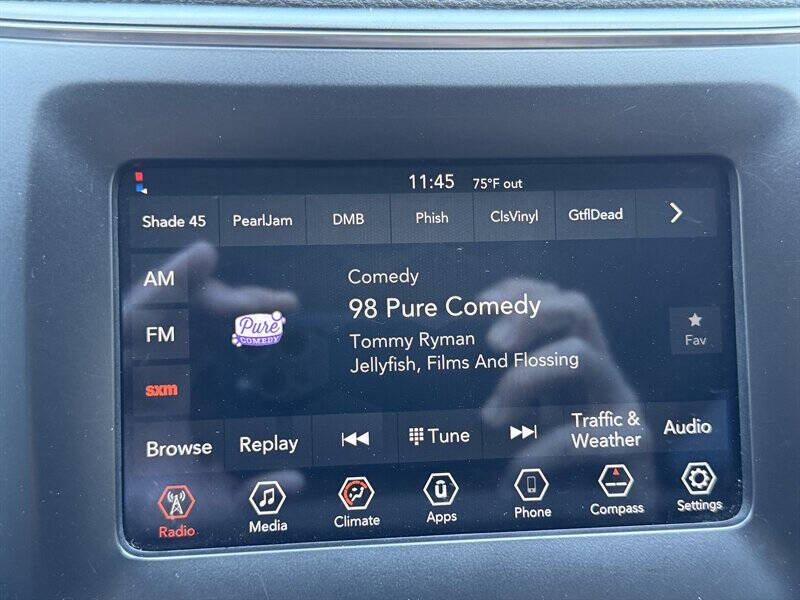 11:45 75°F out
Shade 45 PearlJam DMB Phish ClsVinyl GtflDead
AM
FM
sxm
Pure
COMEDY
Comedy
98 Pure Comedy
Tommy Ryman
Jellyfish, Films And Flossing
Fav
Browse Replay Tune Traffic & Weather Audio
Radio Media Climate Apps Phone Compass Settings